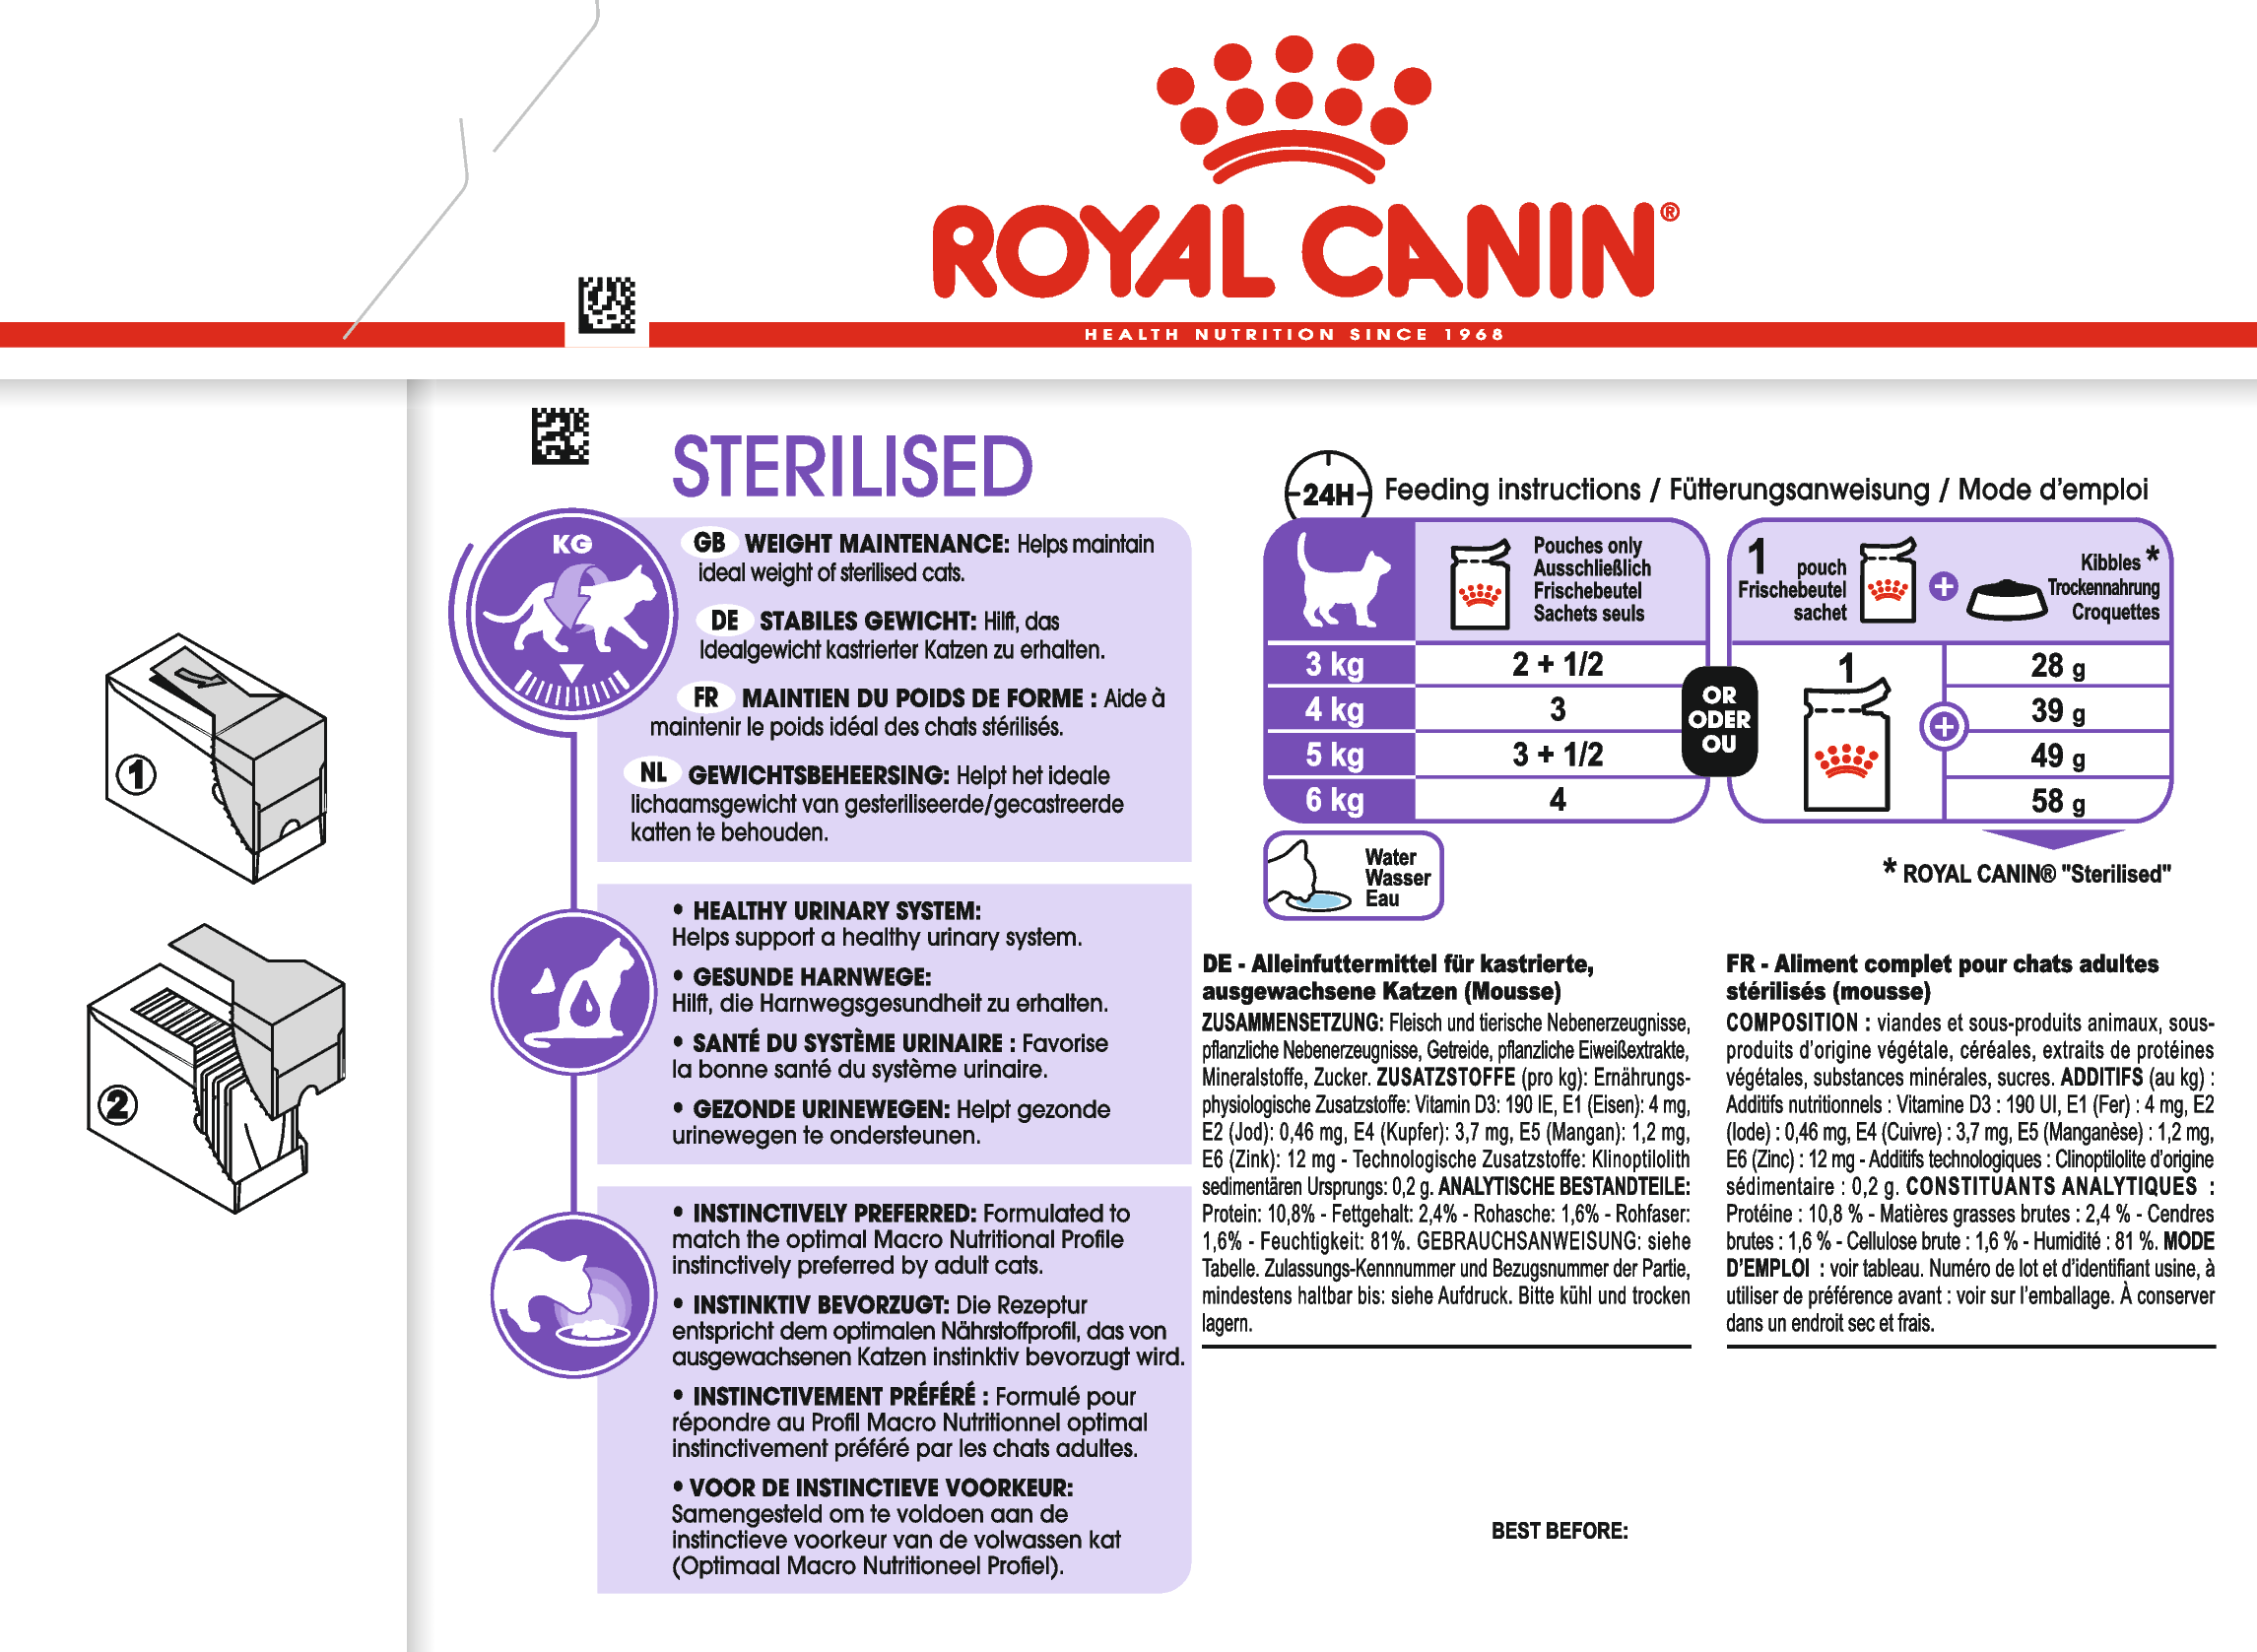 ROYAL CANIN®
HEALTH NUTRITION SINCE 1968
STERILISED
KG
GB WEIGHT MAINTENANCE: Helps maintain
ideal weight of sterilised cats.
DE STABILES GEWICHT: Hilft, das
Idealgewicht kastrierter Katzen zu erhalten.
FR MAINTIEN DU POIDS DE FORME : Aide à
maintenir le poids idéal des chats stérilisés.
NL GEWICHTSBEHEERSING: Helpt het ideale
lichaamsgewicht van gesteriliseerde/gecastreerde
katten te behouden.
• HEALTHY URINARY SYSTEM:
Helps support a healthy urinary system.
• GESUNDE HARNWEGE:
Hilft, die Harnwegsgesundheit zu erhalten.
• SANTÉ DU SYSTÈME URINAIRE : Favorise
la bonne santé du système urinaire.
• GEZONDE URINEWEGEN: Helpt gezonde
urinewegen te ondersteunen.
• INSTINCTIVELY PREFERRED: Formulated to
match the optimal Macro Nutritional Profile
instinctively preferred by adult cats.
• INSTINKTIV BEVORZUGT: Die Rezeptur
entspricht dem optimalen Nährstoffprofil, das von
ausgewachsenen Katzen instinktiv bevorzugt wird.
• INSTINCTIVEMENT PRÉFÉRÉ : Formulé pour
répondre au Profil Macro Nutritionnel optimal
instinctivement préféré par les chats adultes.
• VOOR DE INSTINCTIEVE VOORKEUR:
Samengesteld om te voldoen aan de
instinctieve voorkeur van de volwassen kat
(Optimaal Macro Nutritioneel Profiel).
1
2
24H Feeding instructions / Fütterungsanweisung / Mode d'emploi
Pouches only
Ausschließlich
Frischebeutel
Sachets seuls
1 pouch
Frischebeutel
sachet
+
Kibbles *
Trockennahrung
Croquettes
3 kg 2 + 1/2
4 kg 3
5 kg 3 + 1/2
6 kg 4
OR
ODER
OU
1
+
28 g
39 g
49 g
58 g
* ROYAL CANIN® "Sterilised"
Water
Wasser
Eau
DE - Alleinfuttermittel für kastrierte,
ausgewachsene Katzen (Mousse)
ZUSAMMENSETZUNG: Fleisch und tierische Nebenerzeugnisse,
pflanzliche Nebenerzeugnisse, Getreide, pflanzliche Eiweißextrakte,
Mineralstoffe, Zucker. ZUSATZSTOFFE (pro kg): Ernährungs-
physiologische Zusatzstoffe: Vitamin D3: 190 IE, E1 (Eisen): 4 mg,
E2 (Jod): 0,46 mg, E4 (Kupfer): 3,7 mg, E5 (Mangan): 1,2 mg,
E6 (Zink): 12 mg - Technologische Zusatzstoffe: Klinoptilolith
sedimentären Ursprungs: 0,2 g. ANALYTISCHE BESTANDTEILE:
Protein: 10,8% - Fettgehalt: 2,4% - Rohasche: 1,6% - Rohfaser:
1,6% - Feuchtigkeit: 81%. GEBRAUCHSANWEISUNG: siehe
Tabelle. Zulassungs-Kennnummer und Bezugsnummer der Partie,
mindestens haltbar bis: siehe Aufdruck. Bitte kühl und trocken
lagern.
FR - Aliment complet pour chats adultes
stérilisés (mousse)
COMPOSITION : viandes et sous-produits animaux, sous-
produits d'origine végétale, céréales, extraits de protéines
végétales, substances minérales, sucres. ADDITIFS (au kg) :
Additifs nutritionnels : Vitamine D3 : 190 UI, E1 (Fer) : 4 mg, E2
(Iode) : 0,46 mg, E4 (Cuivre) : 3,7 mg, E5 (Manganèse) : 1,2 mg,
E6 (Zinc) : 12 mg - Additifs technologiques : Clinoptilolite d'origine
sédimentaire : 0,2 g. CONSTITUANTS ANALYTIQUES :
Protéine : 10,8 % - Matières grasses brutes : 2,4 % - Cendres
brutes : 1,6 % - Cellulose brute : 1,6 % - Humidité : 81 %. MODE
D'EMPLOI : voir tableau. Numéro de lot et d'identifiant usine, à
utiliser de préférence avant : voir sur l'emballage. À conserver
dans un endroit sec et frais.
BEST BEFORE: